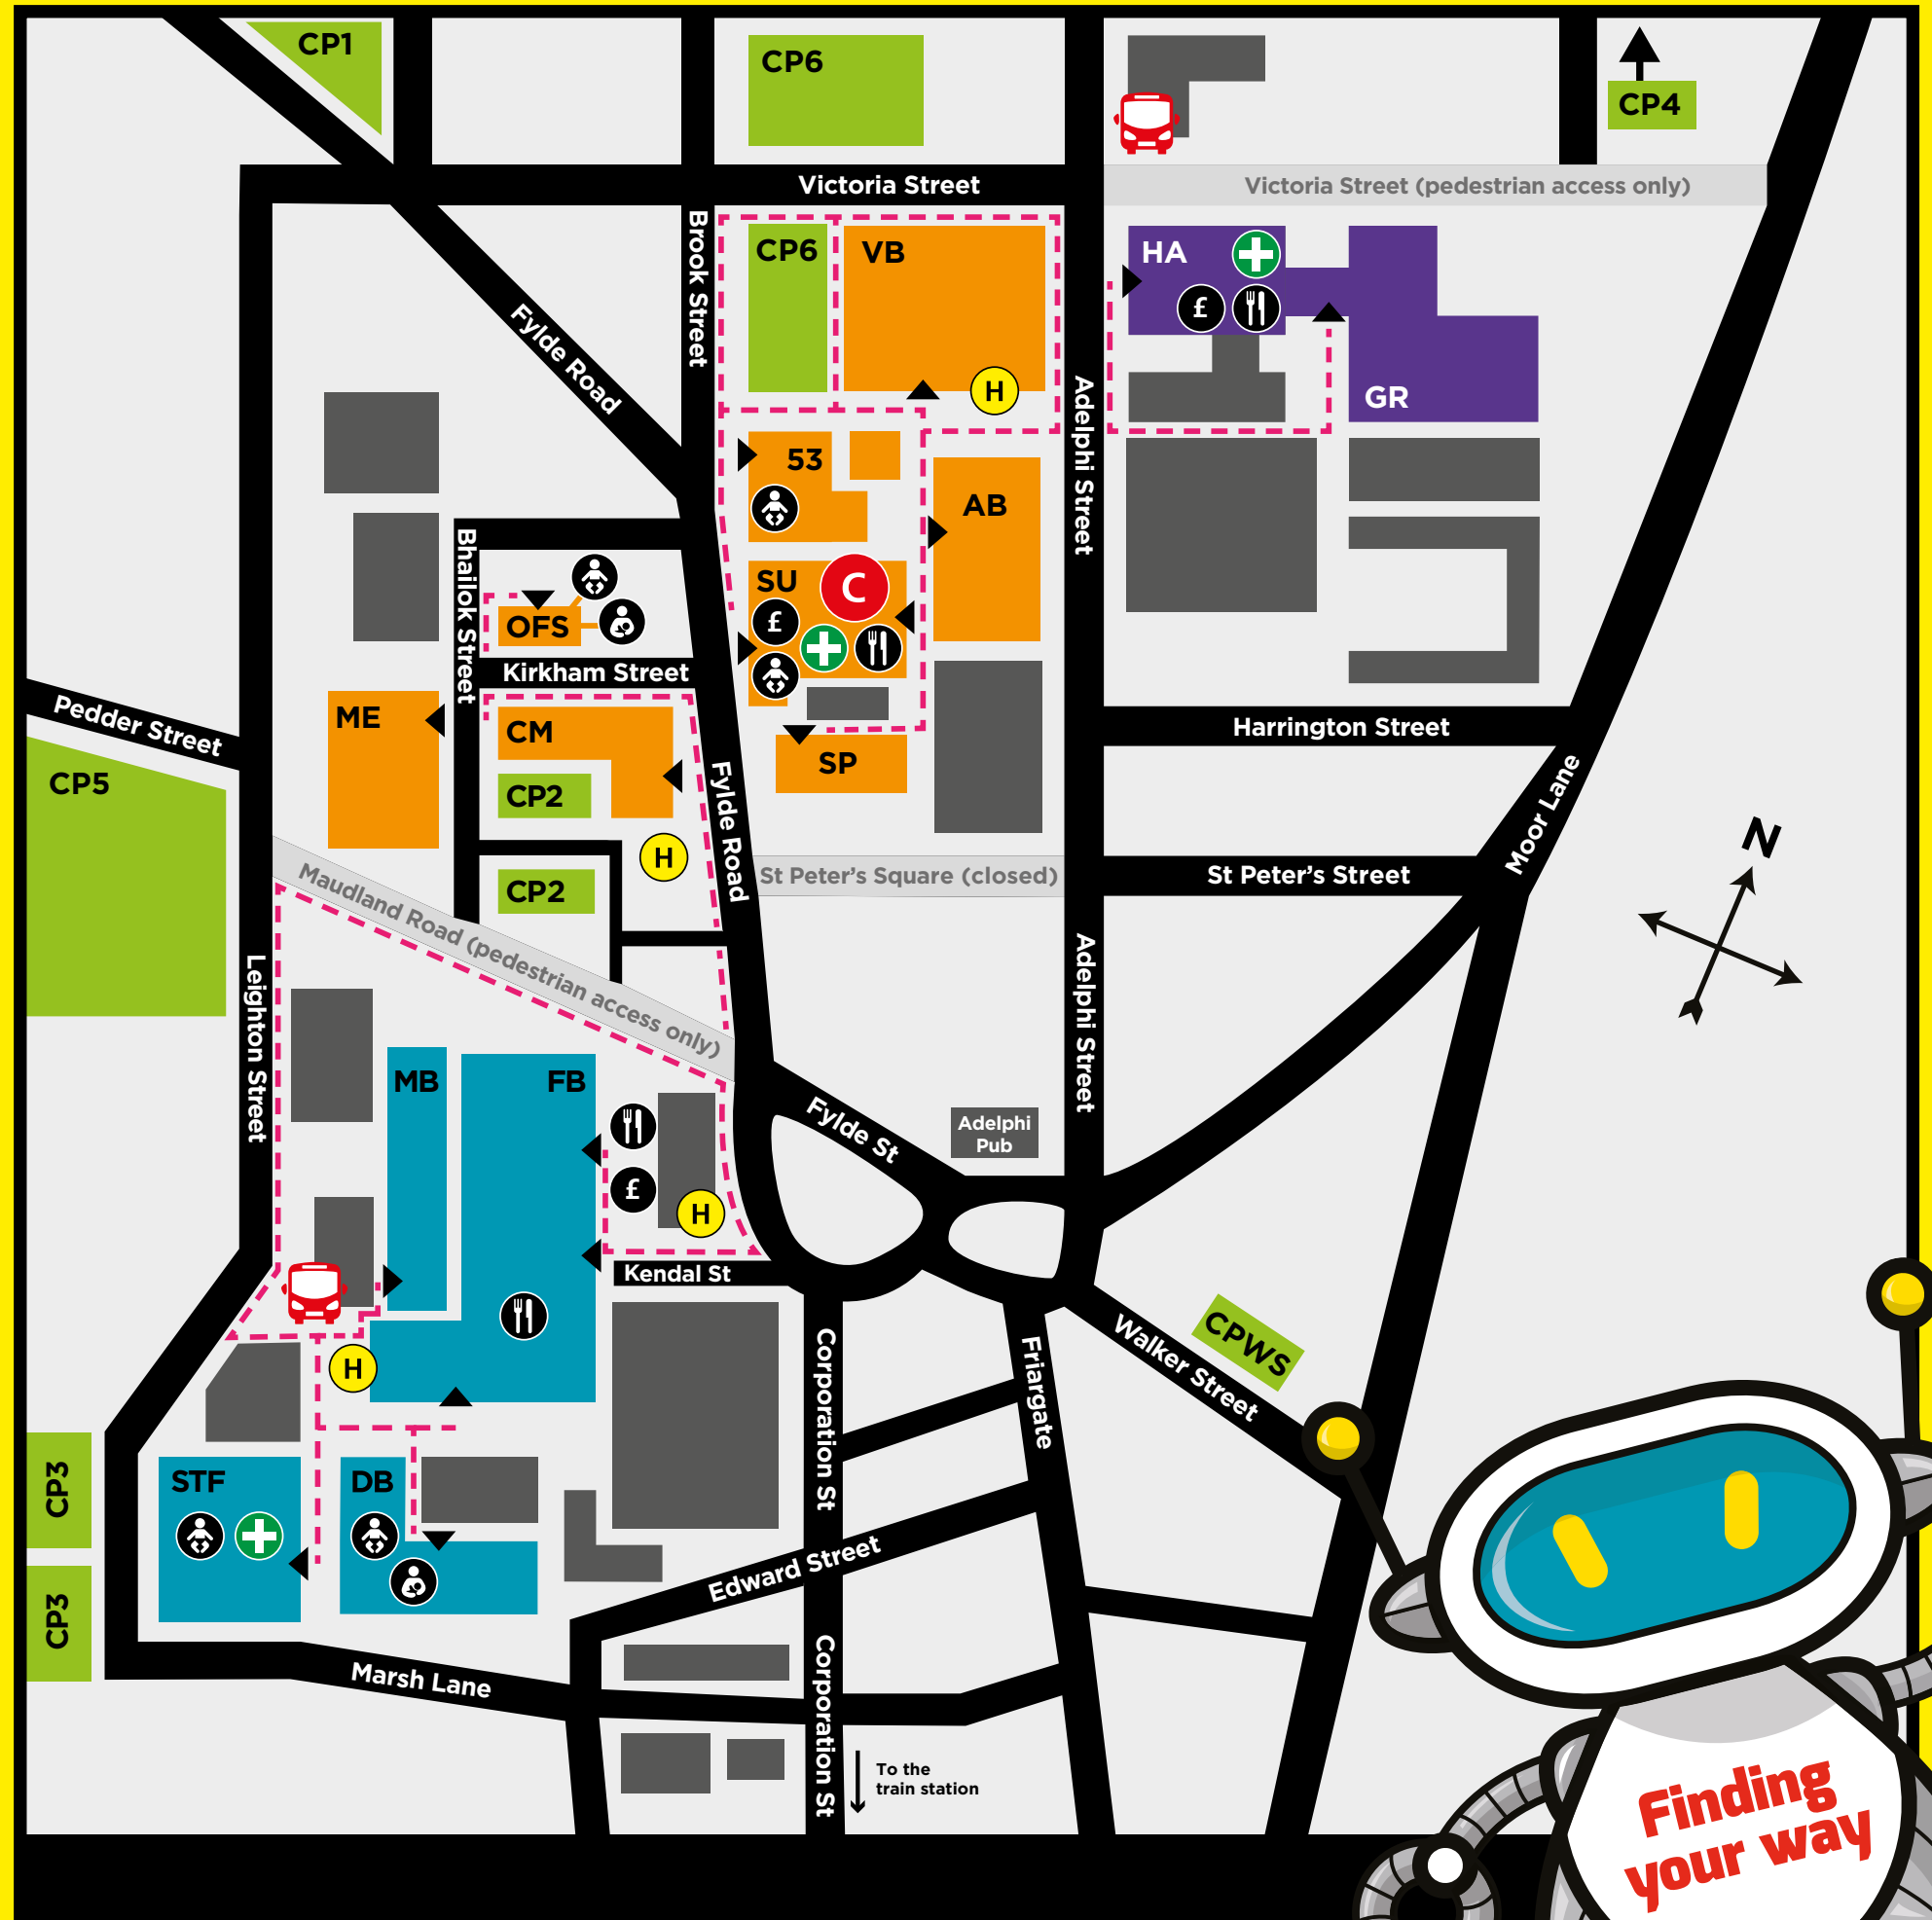 CP1
CP6
CP4
Victoria Street
Victoria Street (pedestrian access only)
Brook Street
CP6
VB
HA
£
GR
H
Fylde Road
Adelphi Street
53
AB
Bhailok Street
SU
C
£
OFS
Kirkham Street
Pedder Street
ME
CM
CP2
Fylde Road
SP
Harrington Street
CP5
Moor Lane
N
H
CP2
St Peter's Square (closed)
St Peter's Street
Maudland Road (pedestrian access only)
Leighton Street
Adelphi Street
MB
FB
Fylde St
Adelphi
Pub
£
H
Kendal St
H
Corporation St
Friargate
Walker Street
CPWS
CP3
STF
DB
Edward Street
CP3
Marsh Lane
Corporation St
To the
train station
Finding
your way